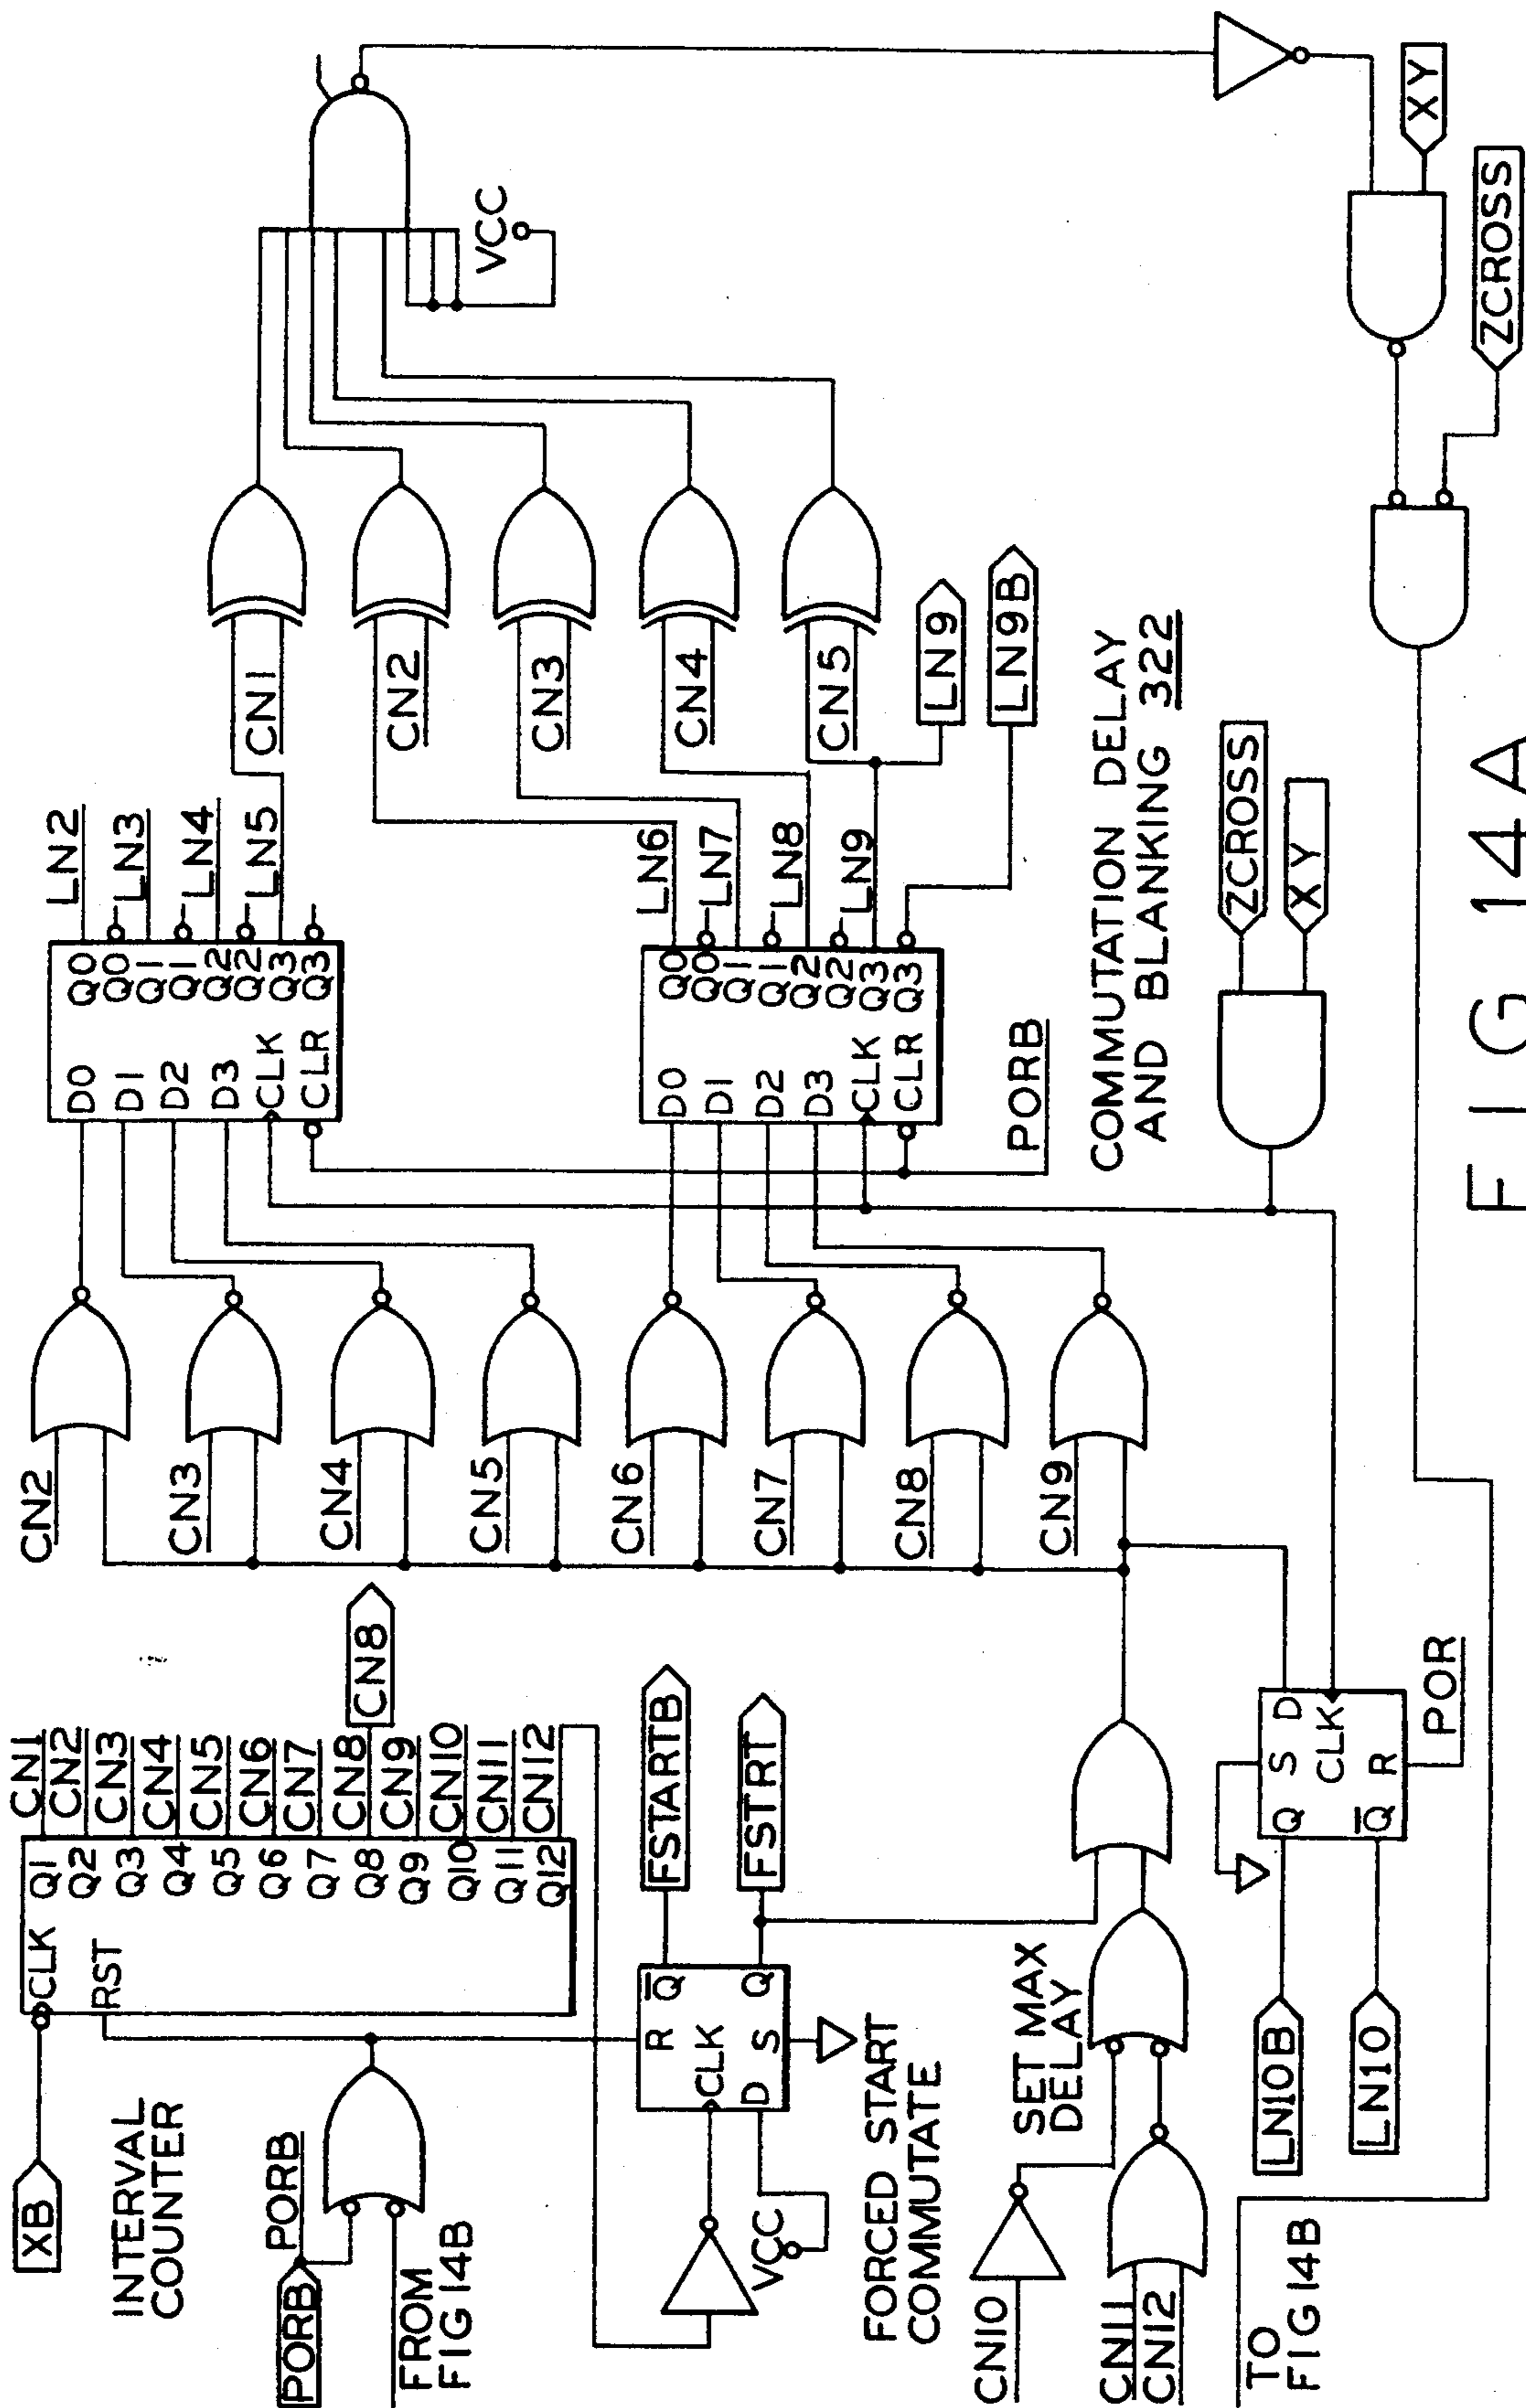 XB
INTERVAL
COUNTER
CLK
RST
Q1
Q2
Q3
Q4
Q5
Q6
Q7
Q8
Q9
Q10
Q11
Q12
CN1
CN2
CN3
CN4
CN5
CN6
CN7
CN8
CN9
CN10
CN11
CN12
CN8
PORB
PORB
FROM
FIG 14B
R
CLK
D
S
Q
Q
VCC
FSTARTB
FSTRT
FORCED START
COMMUTATE
CN10
CN11
CN12
SET MAX
DELAY
TO
FIG 14B
LN10B
LN10
Q
Q
S
D
CLK
R
POR
CN2
CN3
CN4
CN5
CN6
CN7
CN8
CN9
D0
D1
D2
D3
CLK
CLR
Q0
Q0
Q1
Q1
Q2
Q2
Q3
Q3
LN2
LN3
LN4
LN5
D0
D1
D2
D3
CLK
CLR
Q0
Q0
Q1
Q1
Q2
Q2
Q3
Q3
LN6
LN7
LN8
LN9
PORB
CN1
CN2
CN3
CN4
CN5
LN9
LN9B
VCC
COMMUTATION DELAY
AND BLANKING 322
ZCROSS
XY
XY
ZCROSS
FIG 14A